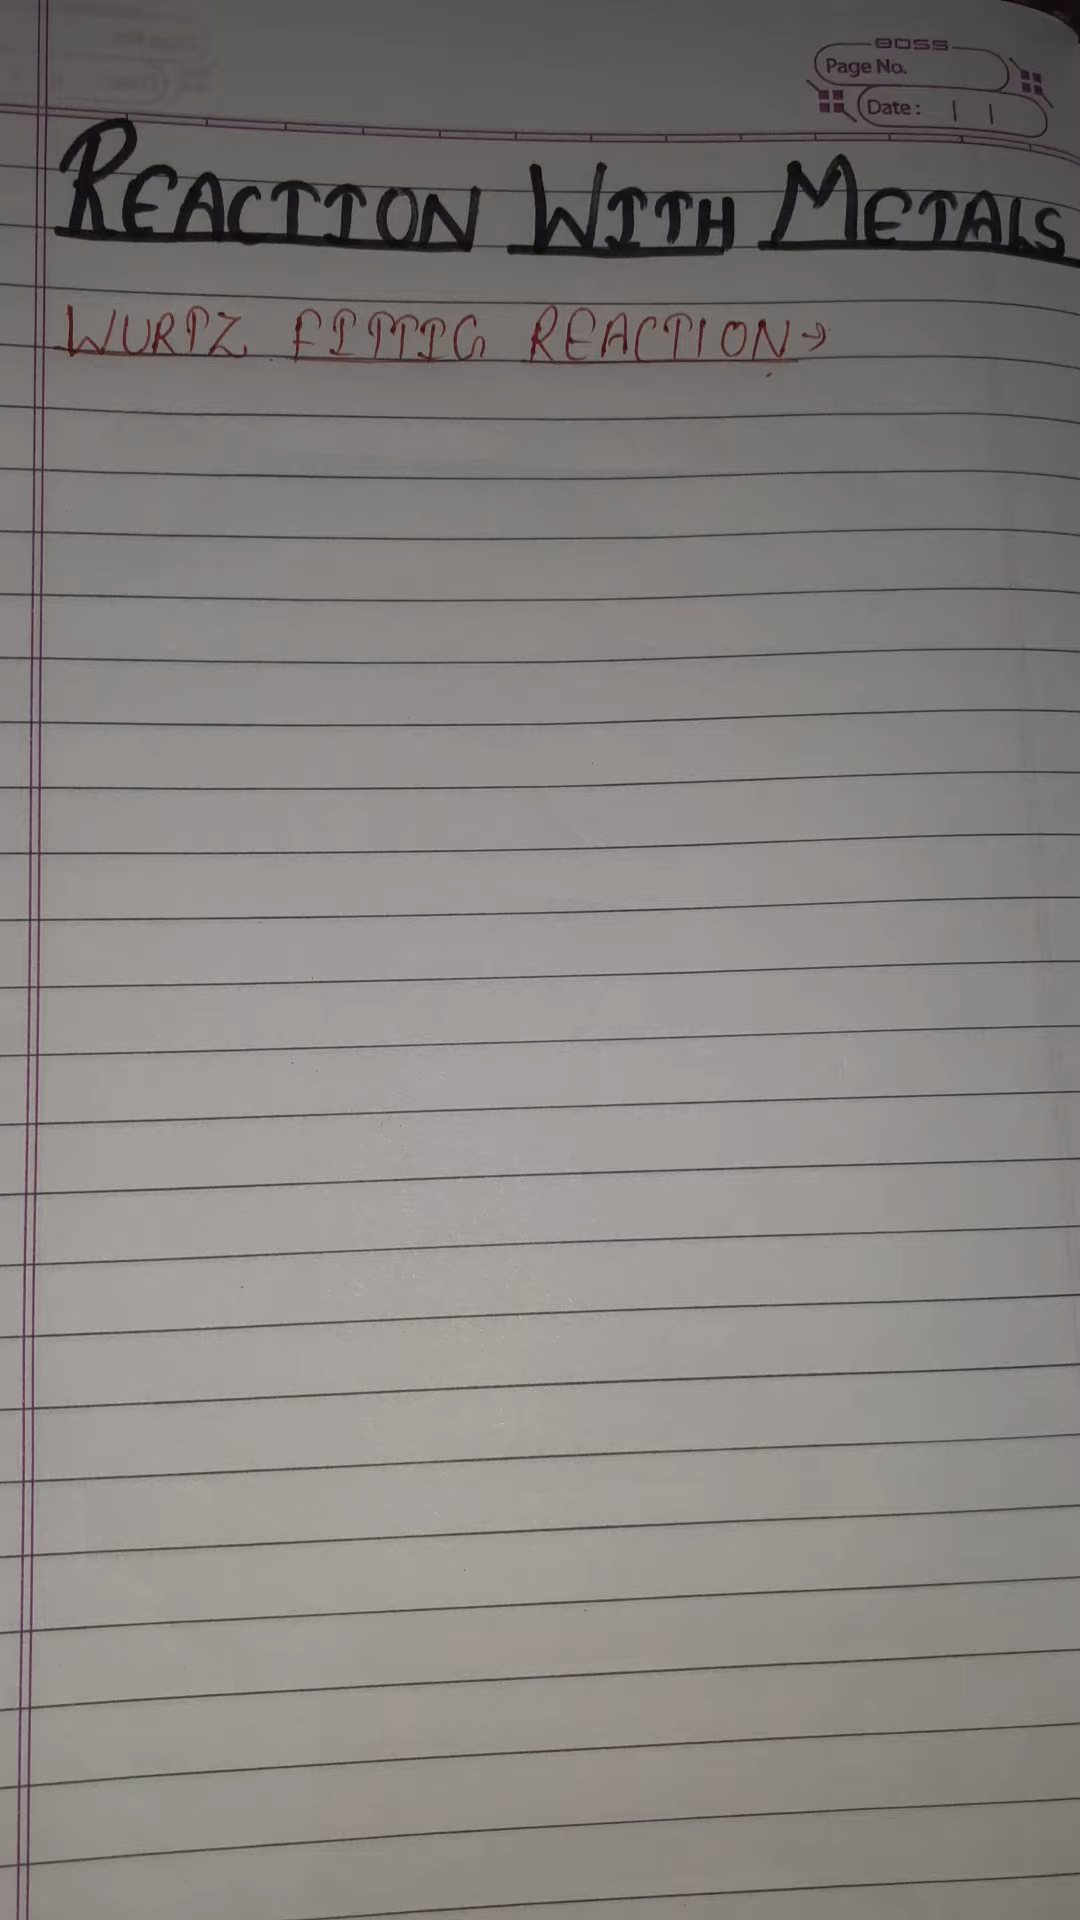 BOSS
Page No.
Date :
REACTION WITH METALS
WURTZ FITTIG REACTION→